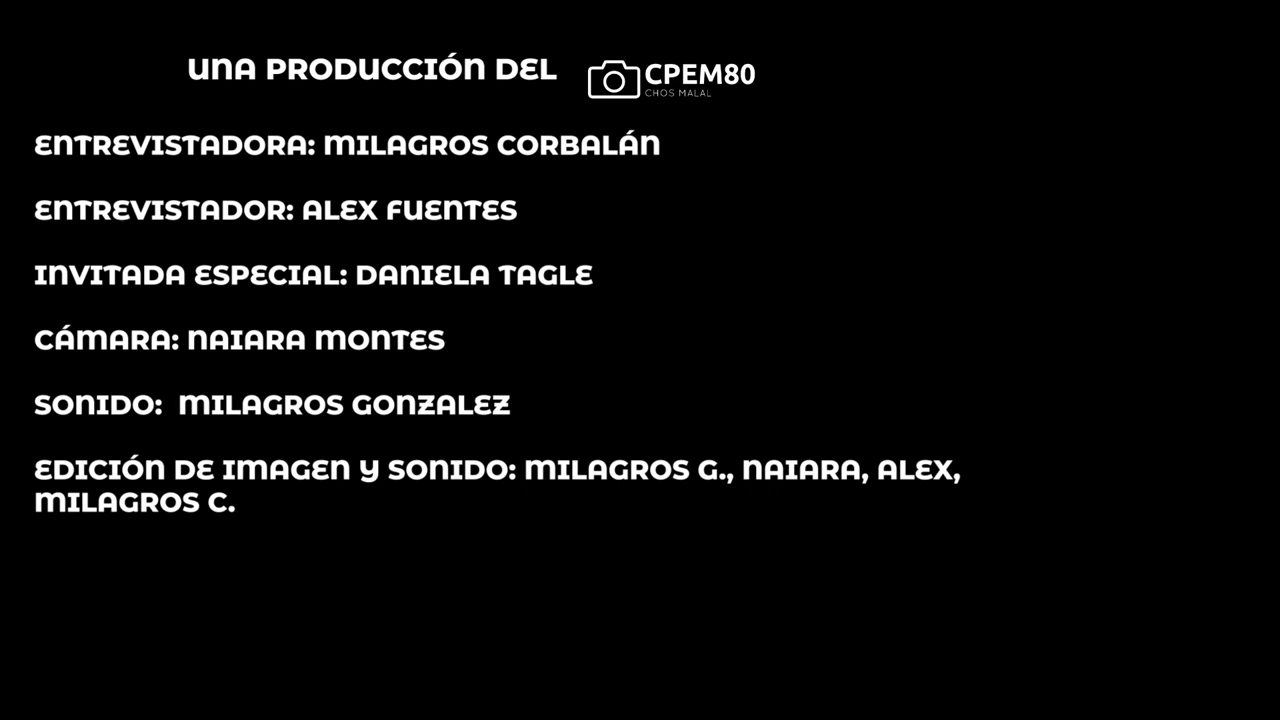 UNA PRODUCCIÓN DEL CPEM80
CHOS MALAL
ENTREVISTADORA: MILAGROS CORBALÁN
ENTREVISTADOR: ALEX FUENTES
INVITADA ESPECIAL: DANIELA TAGLE
CÁMARA: NAIARA MONTES
SONIDO: MILAGROS GONZALEZ
EDICIÓN DE IMAGEN Y SONIDO: MILAGROS G., NAIARA, ALEX,
MILAGROS C.